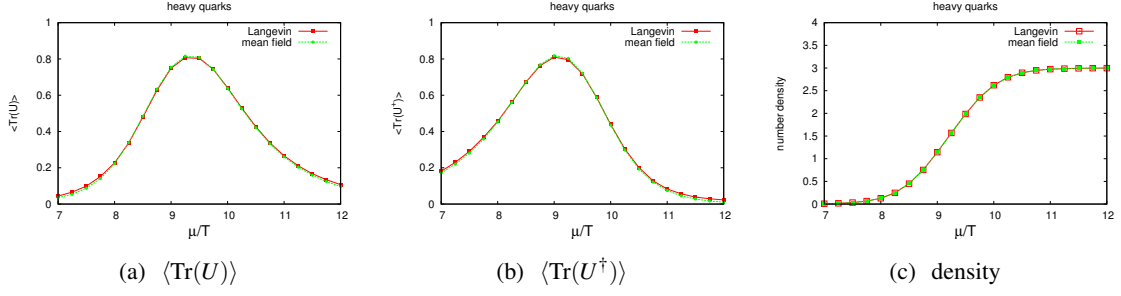 heavy quarks
Langevin
mean field
<Tr(U)>
1
0.8
0.6
0.4
0.2
0
7 8 9 10 11 12
μ/T
(a) ⟨Tr(U)⟩
heavy quarks
Langevin
mean field
<Tr(U⁺)>
1
0.8
0.6
0.4
0.2
0
7 8 9 10 11 12
μ/T
(b) ⟨Tr(U†)⟩
heavy quarks
Langevin
mean field
number density
4
3.5
3
2.5
2
1.5
1
0.5
0
7 8 9 10 11 12
μ/T
(c) density